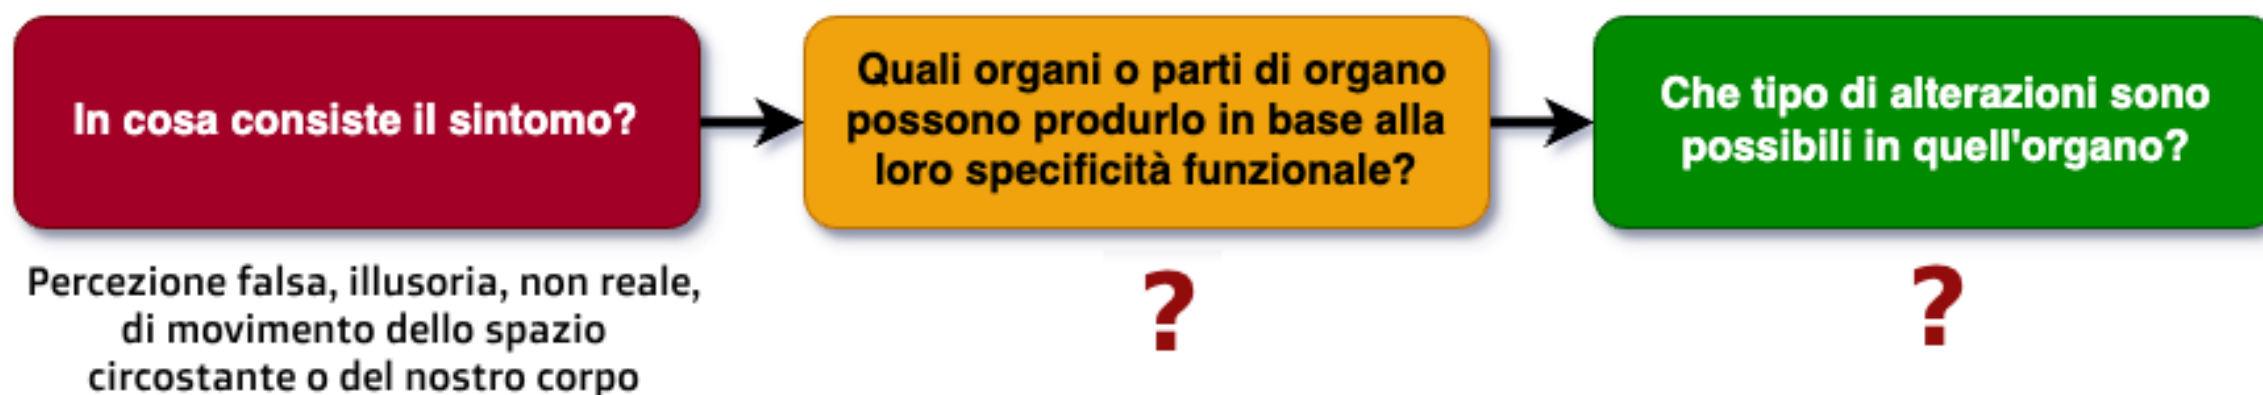 In cosa consiste il sintomo?
Quali organi o parti di organo
possono produrlo in base alla
loro specificità funzionale?
Che tipo di alterazioni sono
possibili in quell'organo?
Percezione falsa, illusoria, non reale,
di movimento dello spazio
circostante o del nostro corpo
?
?